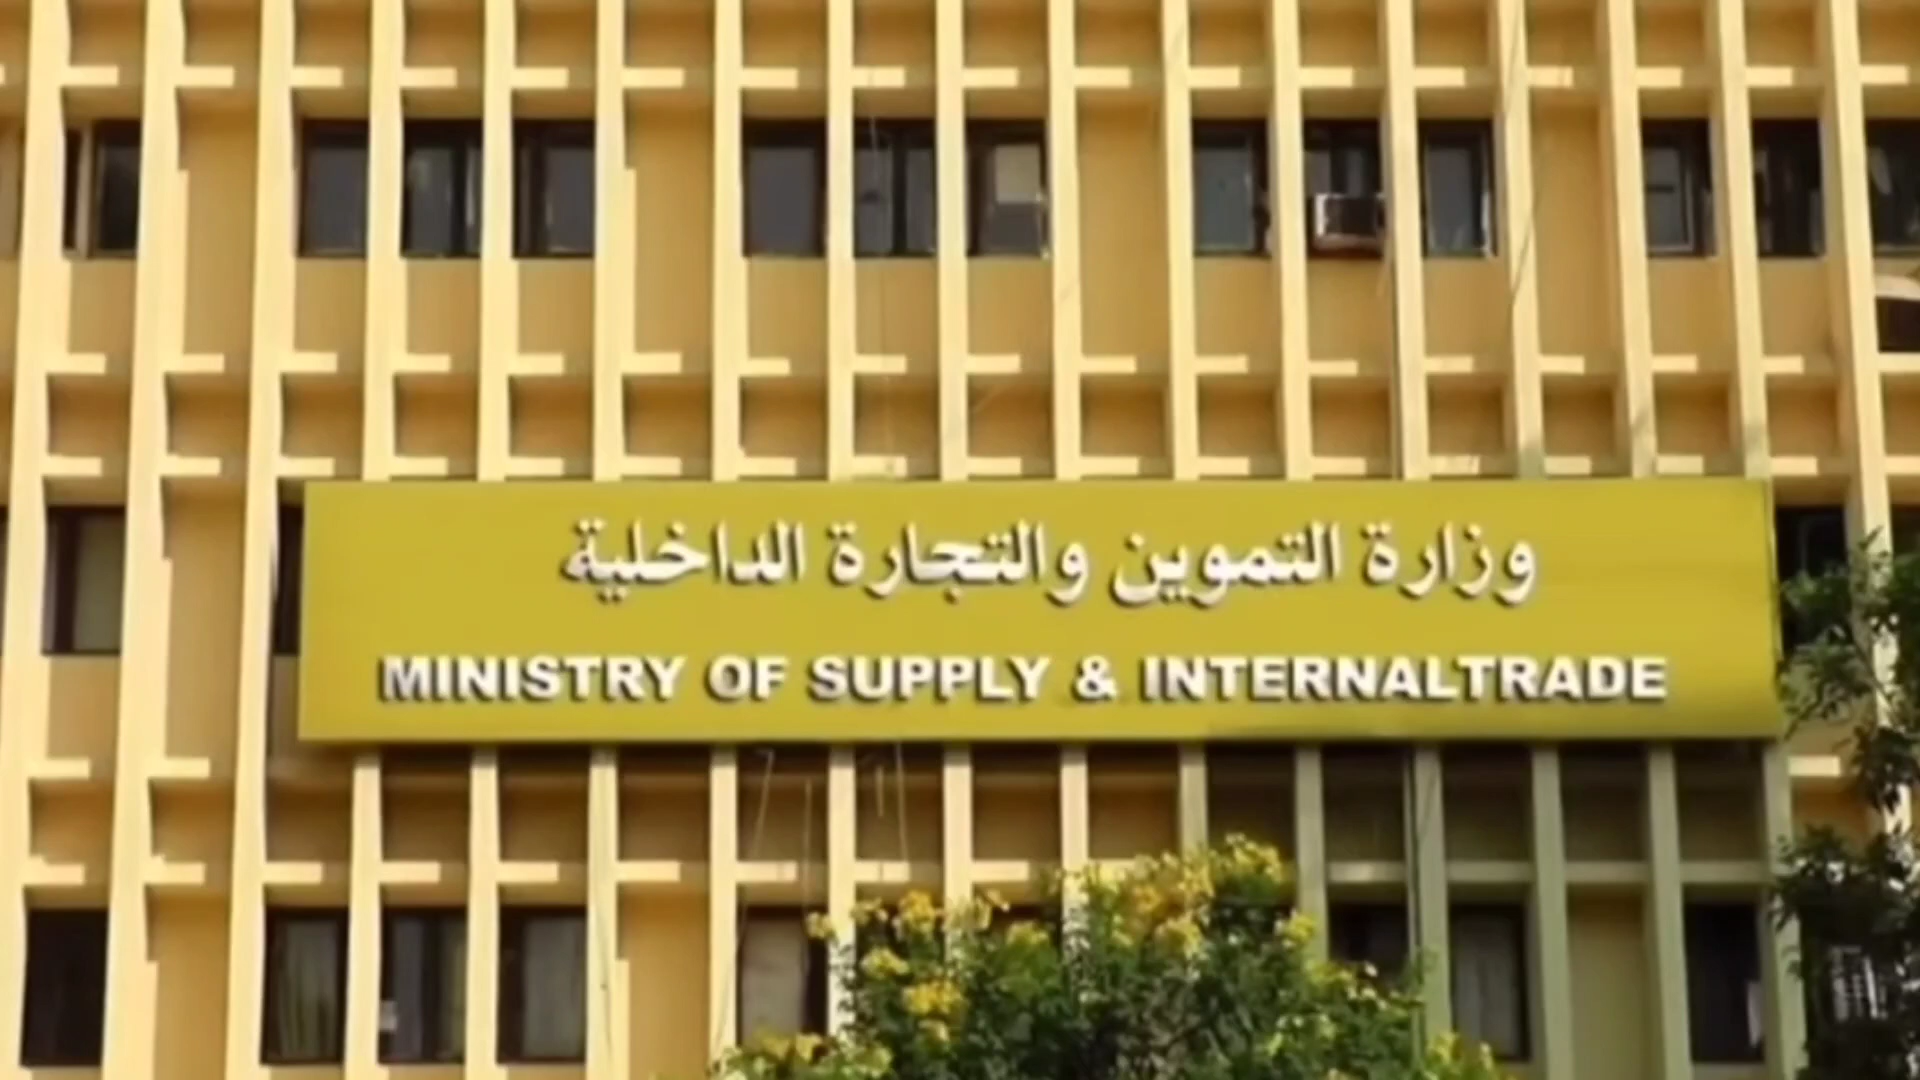 وزارة التموين والتجارة الداخلية
MINISTRY OF SUPPLY & INTERNALTRADE